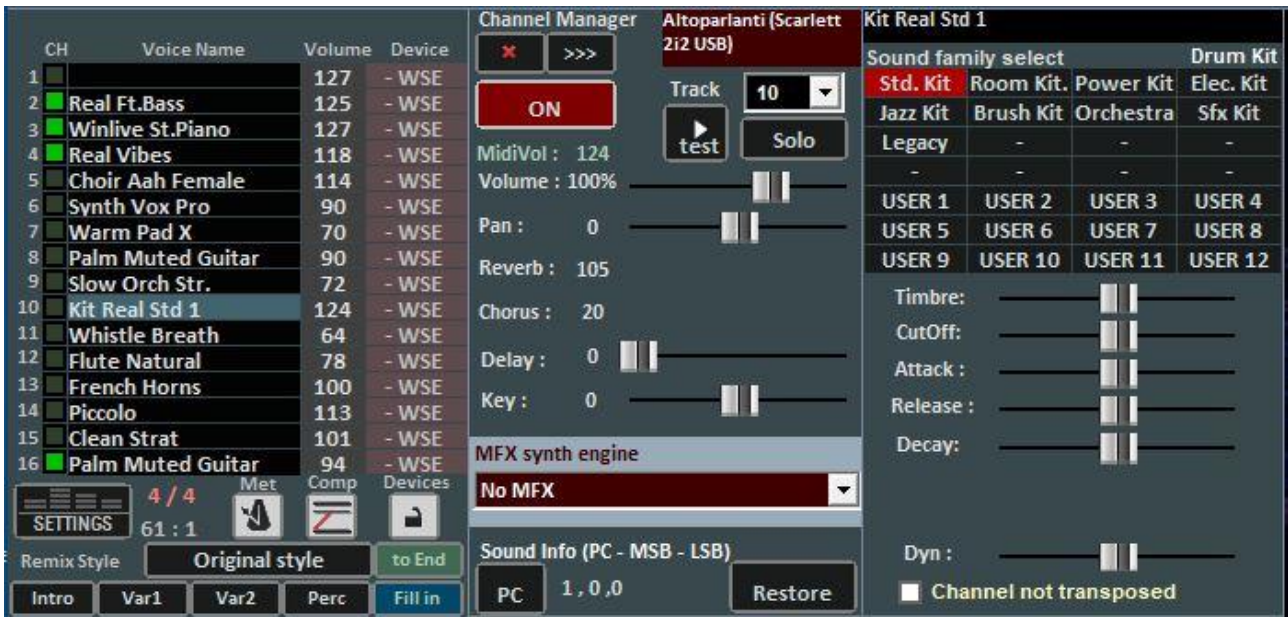 CH Voice Name Volume Device
1 127 - WSE
2 Real Ft.Bass 125 - WSE
3 Winlive St.Piano 127 - WSE
4 Real Vibes 118 - WSE
5 Choir Aah Female 114 - WSE
6 Synth Vox Pro 90 - WSE
7 Warm Pad X 70 - WSE
8 Palm Muted Guitar 90 - WSE
9 Slow Orch Str. 72 - WSE
10 Kit Real Std 1 124 - WSE
11 Whistle Breath 64 - WSE
12 Flute Natural 78 - WSE
13 French Horns 100 - WSE
14 Piccolo 113 - WSE
15 Clean Strat 101 - WSE
16 Palm Muted Guitar 94 - WSE
SETTINGS
4 / 4
61 : 1
Met Comp Devices
Remix Style Original style to End
Intro Var1 Var2 Perc Fill in
Channel Manager
>>>
Altoparlanti (Scarlett
2i2 USB)
ON
Track 10
test Solo
MidiVol : 124
Volume : 100%
Pan : 0
Reverb : 105
Chorus : 20
Delay : 0
Key : 0
MFX synth engine
No MFX
Sound Info (PC - MSB - LSB)
PC 1 , 0 ,0 Restore
Kit Real Std 1
Sound family select Drum Kit
Std. Kit Room Kit. Power Kit Elec. Kit
Jazz Kit Brush Kit Orchestra Sfx Kit
Legacy - - -
- - - -
USER 1 USER 2 USER 3 USER 4
USER 5 USER 6 USER 7 USER 8
USER 9 USER 10 USER 11 USER 12
Timbre:
CutOff:
Attack :
Release :
Decay:
Dyn :
Channel not transposed